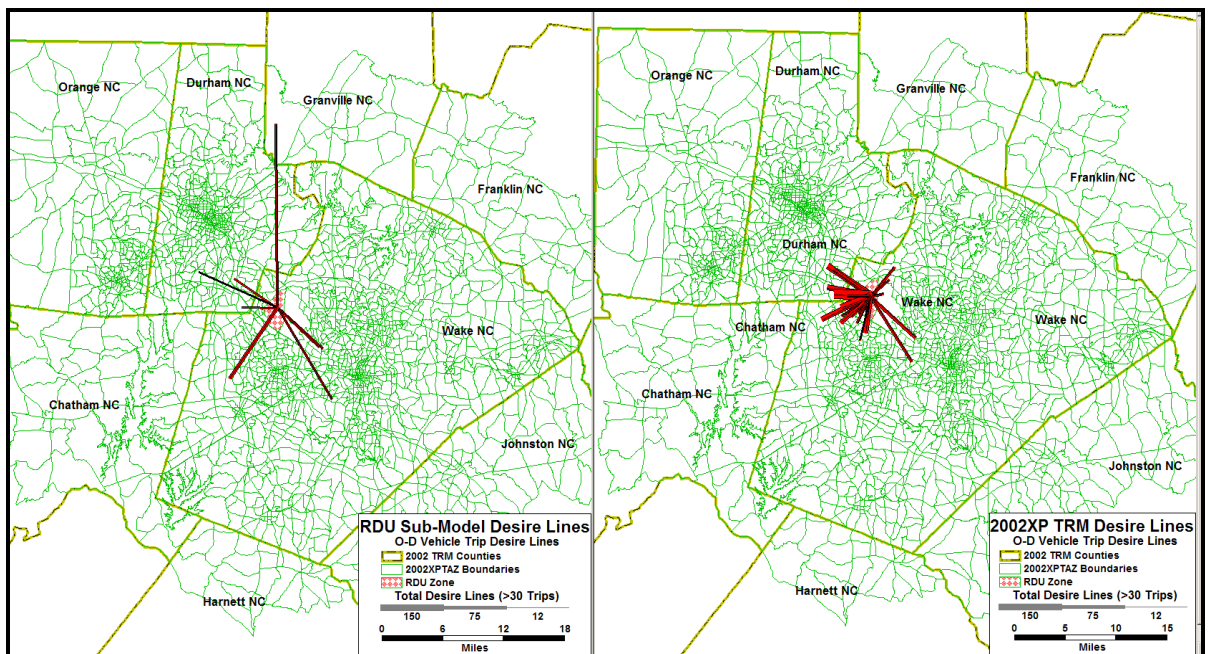 Orange NC
Durham NC
Granville NC
Franklin NC
Wake NC
Chatham NC
Johnston NC
Harnett NC
RDU Sub-Model Desire Lines
O-D Vehicle Trip Desire Lines
2002 TRM Counties
2002XPTAZ Boundaries
RDU Zone
Total Desire Lines (>30 Trips)
150 75 12
0 6 12 18
Miles
Orange NC
Durham NC
Granville NC
Franklin NC
Durham NC
Wake NC
Chatham NC
Wake NC
Chatham NC
Johnston NC
Harnett NC
2002XP TRM Desire Lines
O-D Vehicle Trip Desire Lines
2002 TRM Counties
2002XPTAZ Boundaries
RDU Zone
Total Desire Lines (>30 Trips)
150 75 12
0 5 10 15
Miles